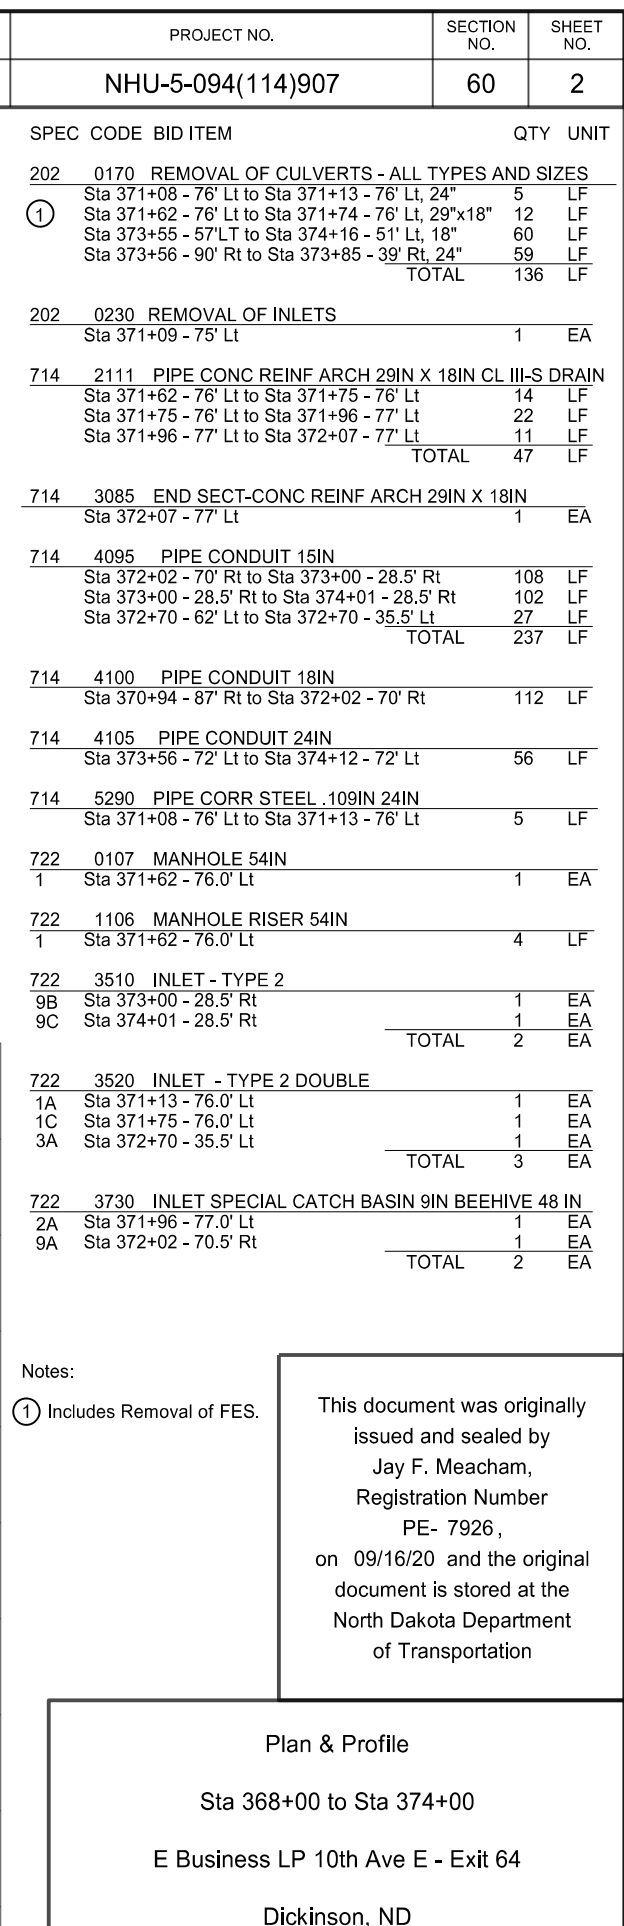 PROJECT NO. SECTION NO. SHEET NO.
NHU-5-094(114)907 60 2
SPEC CODE BID ITEM QTY UNIT
202 0170 REMOVAL OF CULVERTS - ALL TYPES AND SIZES
Sta 371+08 - 76' Lt to Sta 371+13 - 76' Lt, 24" 5 LF
1 Sta 371+62 - 76' Lt to Sta 371+74 - 76' Lt, 29"x18" 12 LF
Sta 373+55 - 57'LT to Sta 374+16 - 51' Lt, 18" 60 LF
Sta 373+56 - 90' Rt to Sta 373+85 - 39' Rt, 24" 59 LF
TOTAL 136 LF
202 0230 REMOVAL OF INLETS
Sta 371+09 - 75' Lt 1 EA
714 2111 PIPE CONC REINF ARCH 29IN X 18IN CL III-S DRAIN
Sta 371+62 - 76' Lt to Sta 371+75 - 76' Lt 14 LF
Sta 371+75 - 76' Lt to Sta 371+96 - 77' Lt 22 LF
Sta 371+96 - 77' Lt to Sta 372+07 - 77' Lt 11 LF
TOTAL 47 LF
714 3085 END SECT-CONC REINF ARCH 29IN X 18IN
Sta 372+07 - 77' Lt 1 EA
714 4095 PIPE CONDUIT 15IN
Sta 372+02 - 70' Rt to Sta 373+00 - 28.5' Rt 108 LF
Sta 373+00 - 28.5' Rt to Sta 374+01 - 28.5' Rt 102 LF
Sta 372+70 - 62' Lt to Sta 372+70 - 35.5' Lt 27 LF
TOTAL 237 LF
714 4100 PIPE CONDUIT 18IN
Sta 370+94 - 87' Rt to Sta 372+02 - 70' Rt 112 LF
714 4105 PIPE CONDUIT 24IN
Sta 373+56 - 72' Lt to Sta 374+12 - 72' Lt 56 LF
714 5290 PIPE CORR STEEL .109IN 24IN
Sta 371+08 - 76' Lt to Sta 371+13 - 76' Lt 5 LF
722 0107 MANHOLE 54IN
1 Sta 371+62 - 76.0' Lt 1 EA
722 1106 MANHOLE RISER 54IN
1 Sta 371+62 - 76.0' Lt 4 LF
722 3510 INLET - TYPE 2
9B Sta 373+00 - 28.5' Rt 1 EA
9C Sta 374+01 - 28.5' Rt 1 EA
TOTAL 2 EA
722 3520 INLET - TYPE 2 DOUBLE
1A Sta 371+13 - 76.0' Lt 1 EA
1C Sta 371+75 - 76.0' Lt 1 EA
3A Sta 372+70 - 35.5' Lt 1 EA
TOTAL 3 EA
722 3730 INLET SPECIAL CATCH BASIN 9IN BEEHIVE 48 IN
2A Sta 371+96 - 77.0' Lt 1 EA
9A Sta 372+02 - 70.5' Rt 1 EA
TOTAL 2 EA
Notes:
1 Includes Removal of FES.
This document was originally
issued and sealed by
Jay F. Meacham,
Registration Number
PE- 7926,
on 09/16/20 and the original
document is stored at the
North Dakota Department
of Transportation
Plan & Profile
Sta 368+00 to Sta 374+00
E Business LP 10th Ave E - Exit 64
Dickinson, ND